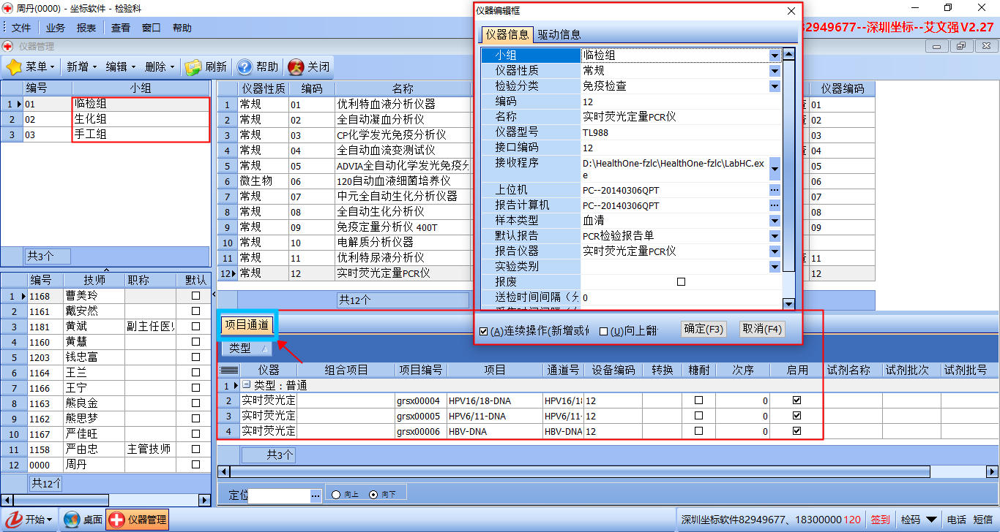 周丹(0000) - 坐标软件 - 检验科
文件 业务 报表 查看 窗口 帮助
82949677--深圳坐标--艾文强V2.27
仪器管理
菜单 新增 编辑 删除 刷新 帮助 关闭
编号 小组
1 01 临检组
2 02 生化组
3 03 手工组
共3个
编号 技师 职称 默认
1 1168 曹美玲
2 1161 戴安然
3 1181 黄斌 副主任医
4 1160 黄慧
5 1203 钱忠富
6 1164 王兰
7 1166 王宁
8 1163 熊良金
9 1162 熊思梦
10 1167 严佳旺
11 1158 严由忠 主管技师
12 0000 周丹
共12个
仪器性质 编码 名称 仪器编码
1 常规 01 优利特血液分析仪器 01
2 常规 02 全自动凝血分析仪 02
3 常规 03 CP化学发光免疫分析仪 03
4 常规 04 全自动血流变测试仪 04
5 常规 05 ADVIA全自动化学发光免疫分 05
6 微生物 06 120自动血液细菌培养仪 06
7 常规 07 中元全自动生化分析仪器 07
8 常规 08 全自动生化分析仪 08
9 常规 09 免疫定量分析仪 400T 09
10 常规 10 电解质分析仪器
11 常规 11 优利特尿液分析仪 11
12 常规 12 实时荧光定量PCR仪 12
共12个
仪器编辑框
仪器信息 驱动信息
小组 临检组
仪器性质 常规
检验分类 免疫检查
编码 12
名称 实时荧光定量PCR仪
仪器型号 TL988
接口编码 12
接收程序 D:\HealthOne-fzlc\HealthOne-fzlc\LabHC.ex
e
上位机 PC--20140306QPT
报告计算机 PC--20140306QPT
样本类型 血清
默认报告 PCR检验报告单
报告仪器 实时荧光定量PCR仪
实验类别
报废
送检时间间隔（分 0
(A)连续操作(新增或 (U)向上翻 确定(F3) 取消(F4)
项目通道
类型
仪器 组合项目 项目编号 项目 通道号 设备编码 转换 糖耐 次序 启用 试剂名称 试剂批次 试剂批号
1 类型：普通
2 实时荧光定 grsx00004 HPV16/18-DNA HPV16/1 12 0
3 实时荧光定 grsx00005 HPV6/11-DNA HPV6/11- 12 0
4 实时荧光定 grsx00006 HBV-DNA HBV-DNA 12 0
共3个
定位 向上 向下
开始 桌面 仪器管理 深圳坐标软件82949677、18300000120 签到 检码 电话 短信